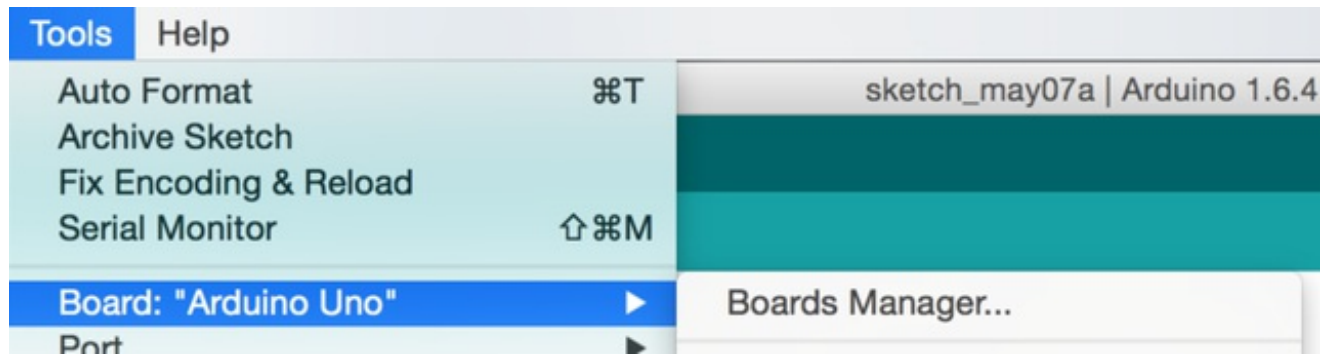 Tools Help
Auto Format ⌘T
sketch_may07a | Arduino 1.6.4
Archive Sketch
Fix Encoding & Reload
Serial Monitor ⇧⌘M
Board: "Arduino Uno" ▶ Boards Manager...
Port ▶